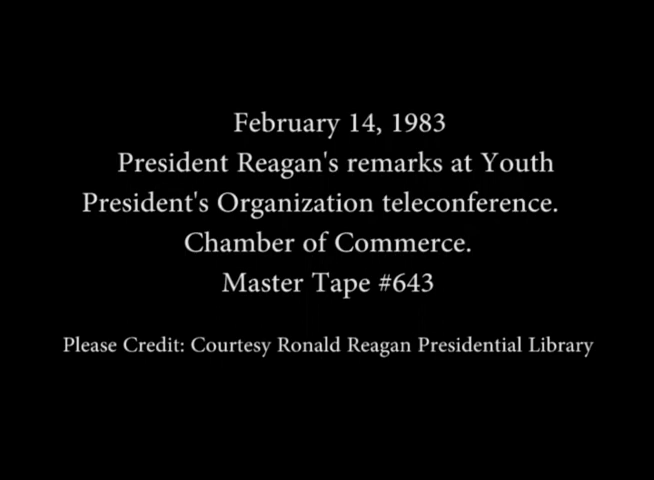 February 14, 1983
President Reagan's remarks at Youth
President's Organization teleconference.
Chamber of Commerce.
Master Tape #643
Please Credit: Courtesy Ronald Reagan Presidential Library